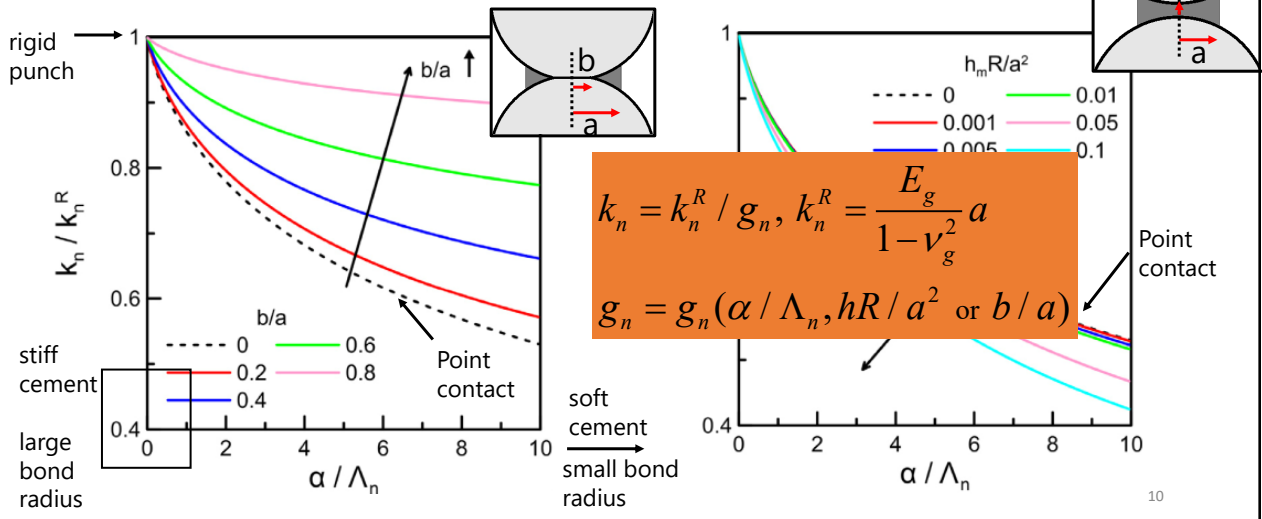 rigid
punch
1
0.8
0.6
0.4
k_n / k_n^R
b/a
b
a
b/a
0
0.2
0.4
0.6
0.8
Point
contact
stiff
cement
large
bond
radius
0 2 4 6 8 10
α / Λ_n
soft
cement
small bond
radius
a
1
h_mR/a²
0
0.001
0.005
0.01
0.05
0.1
k_n = k_n^R / g_n, k_n^R = E_g / (1 − ν_g²) a
g_n = g_n(α / Λ_n, hR / a² or b / a)
Point
contact
0.4
0 2 4 6 8 10
α / Λ_n
10